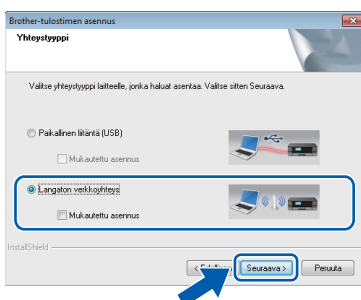 Brother-tulostimen asennus
Yhteystyyppi
Valitse yhteystyyppi laitteelle, jonka haluat asentaa. Valitse sitten Seuraava.
Paikallinen liitäntä (USB)
Mukautettu asennus
Langaton verkkoyhteys
Mukautettu asennus
InstallShield
Seuraava > Peruuta